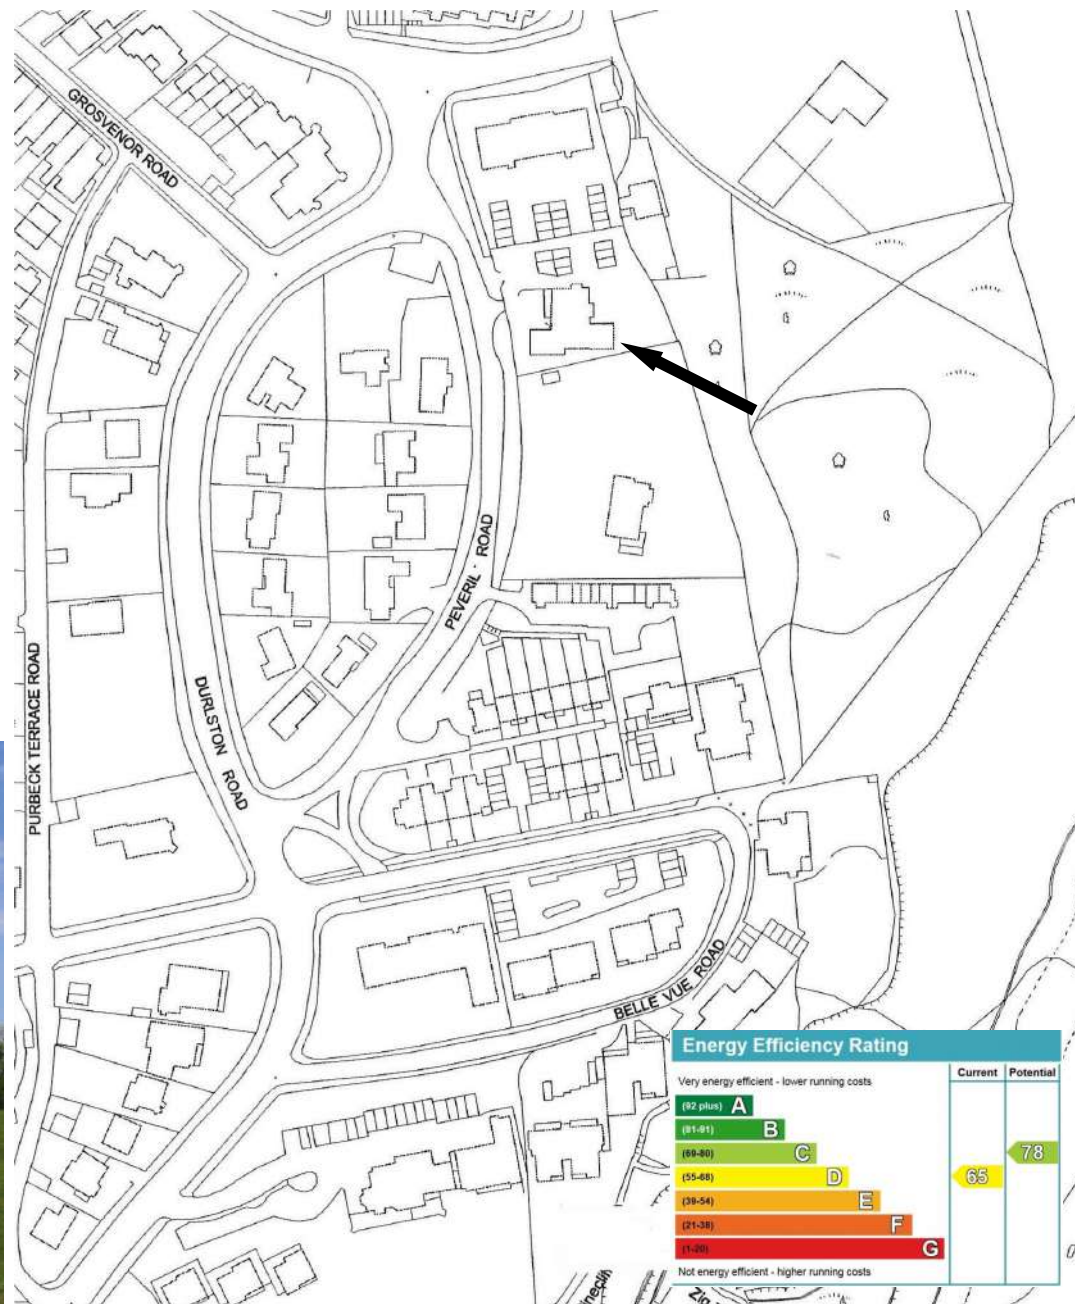 GROSVENOR ROAD
PEVERIL ROAD
PURBECK TERRACE ROAD
DURLSTON ROAD
BELLE VUE ROAD
Energy Efficiency Rating
Current Potential
Very energy efficient - lower running costs
(92 plus) A
(81-91) B
(69-80) C
78
(55-68) D
65
(39-54) E
(21-38) F
(1-20) G
Not energy efficient - higher running costs